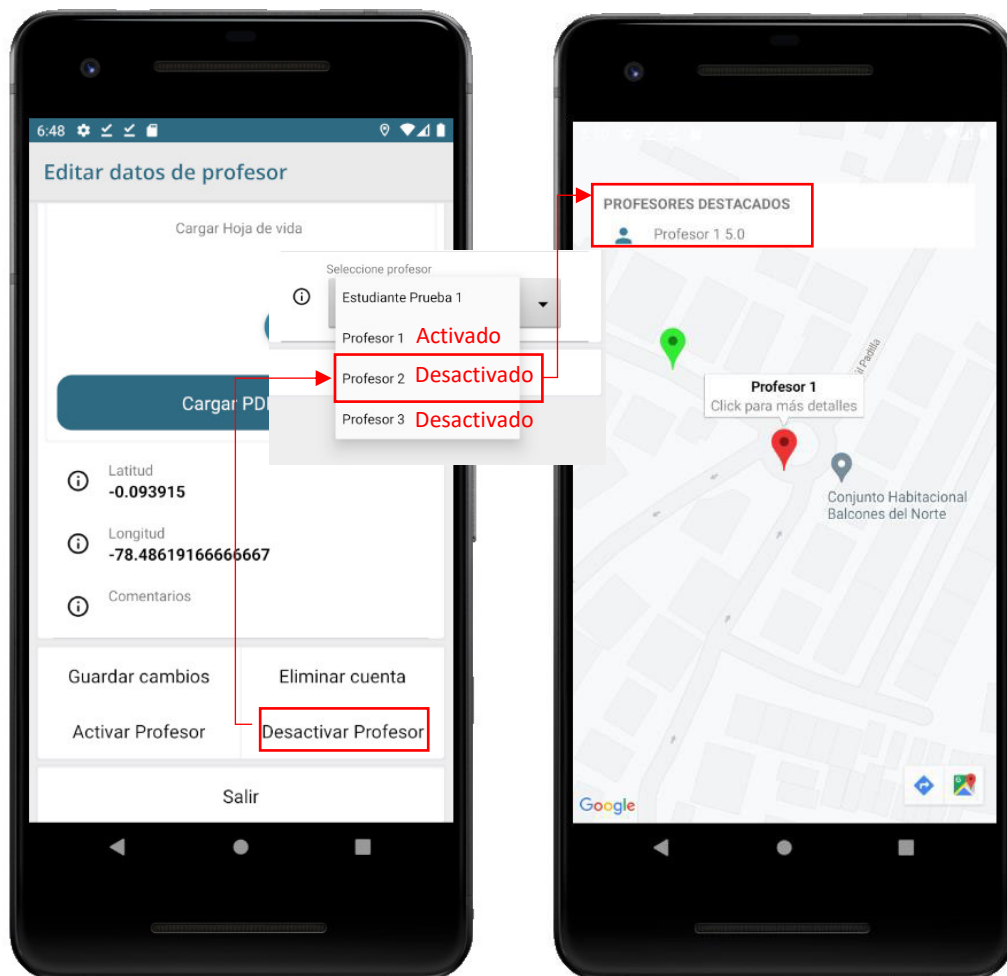 6:48
Editar datos de profesor
Cargar Hoja de vida
Cargar PD
Latitud
-0.093915
Longitud
-78.48619166666667
Comentarios
Guardar cambios
Eliminar cuenta
Activar Profesor
Desactivar Profesor
Salir
Seleccione profesor
Estudiante Prueba 1
Profesor 1 Activado
Profesor 2 Desactivado
Profesor 3 Desactivado
PROFESORES DESTACADOS
Profesor 1 5.0
Padilla
Profesor 1
Click para más detalles
Conjunto Habitacional
Balcones del Norte
Google